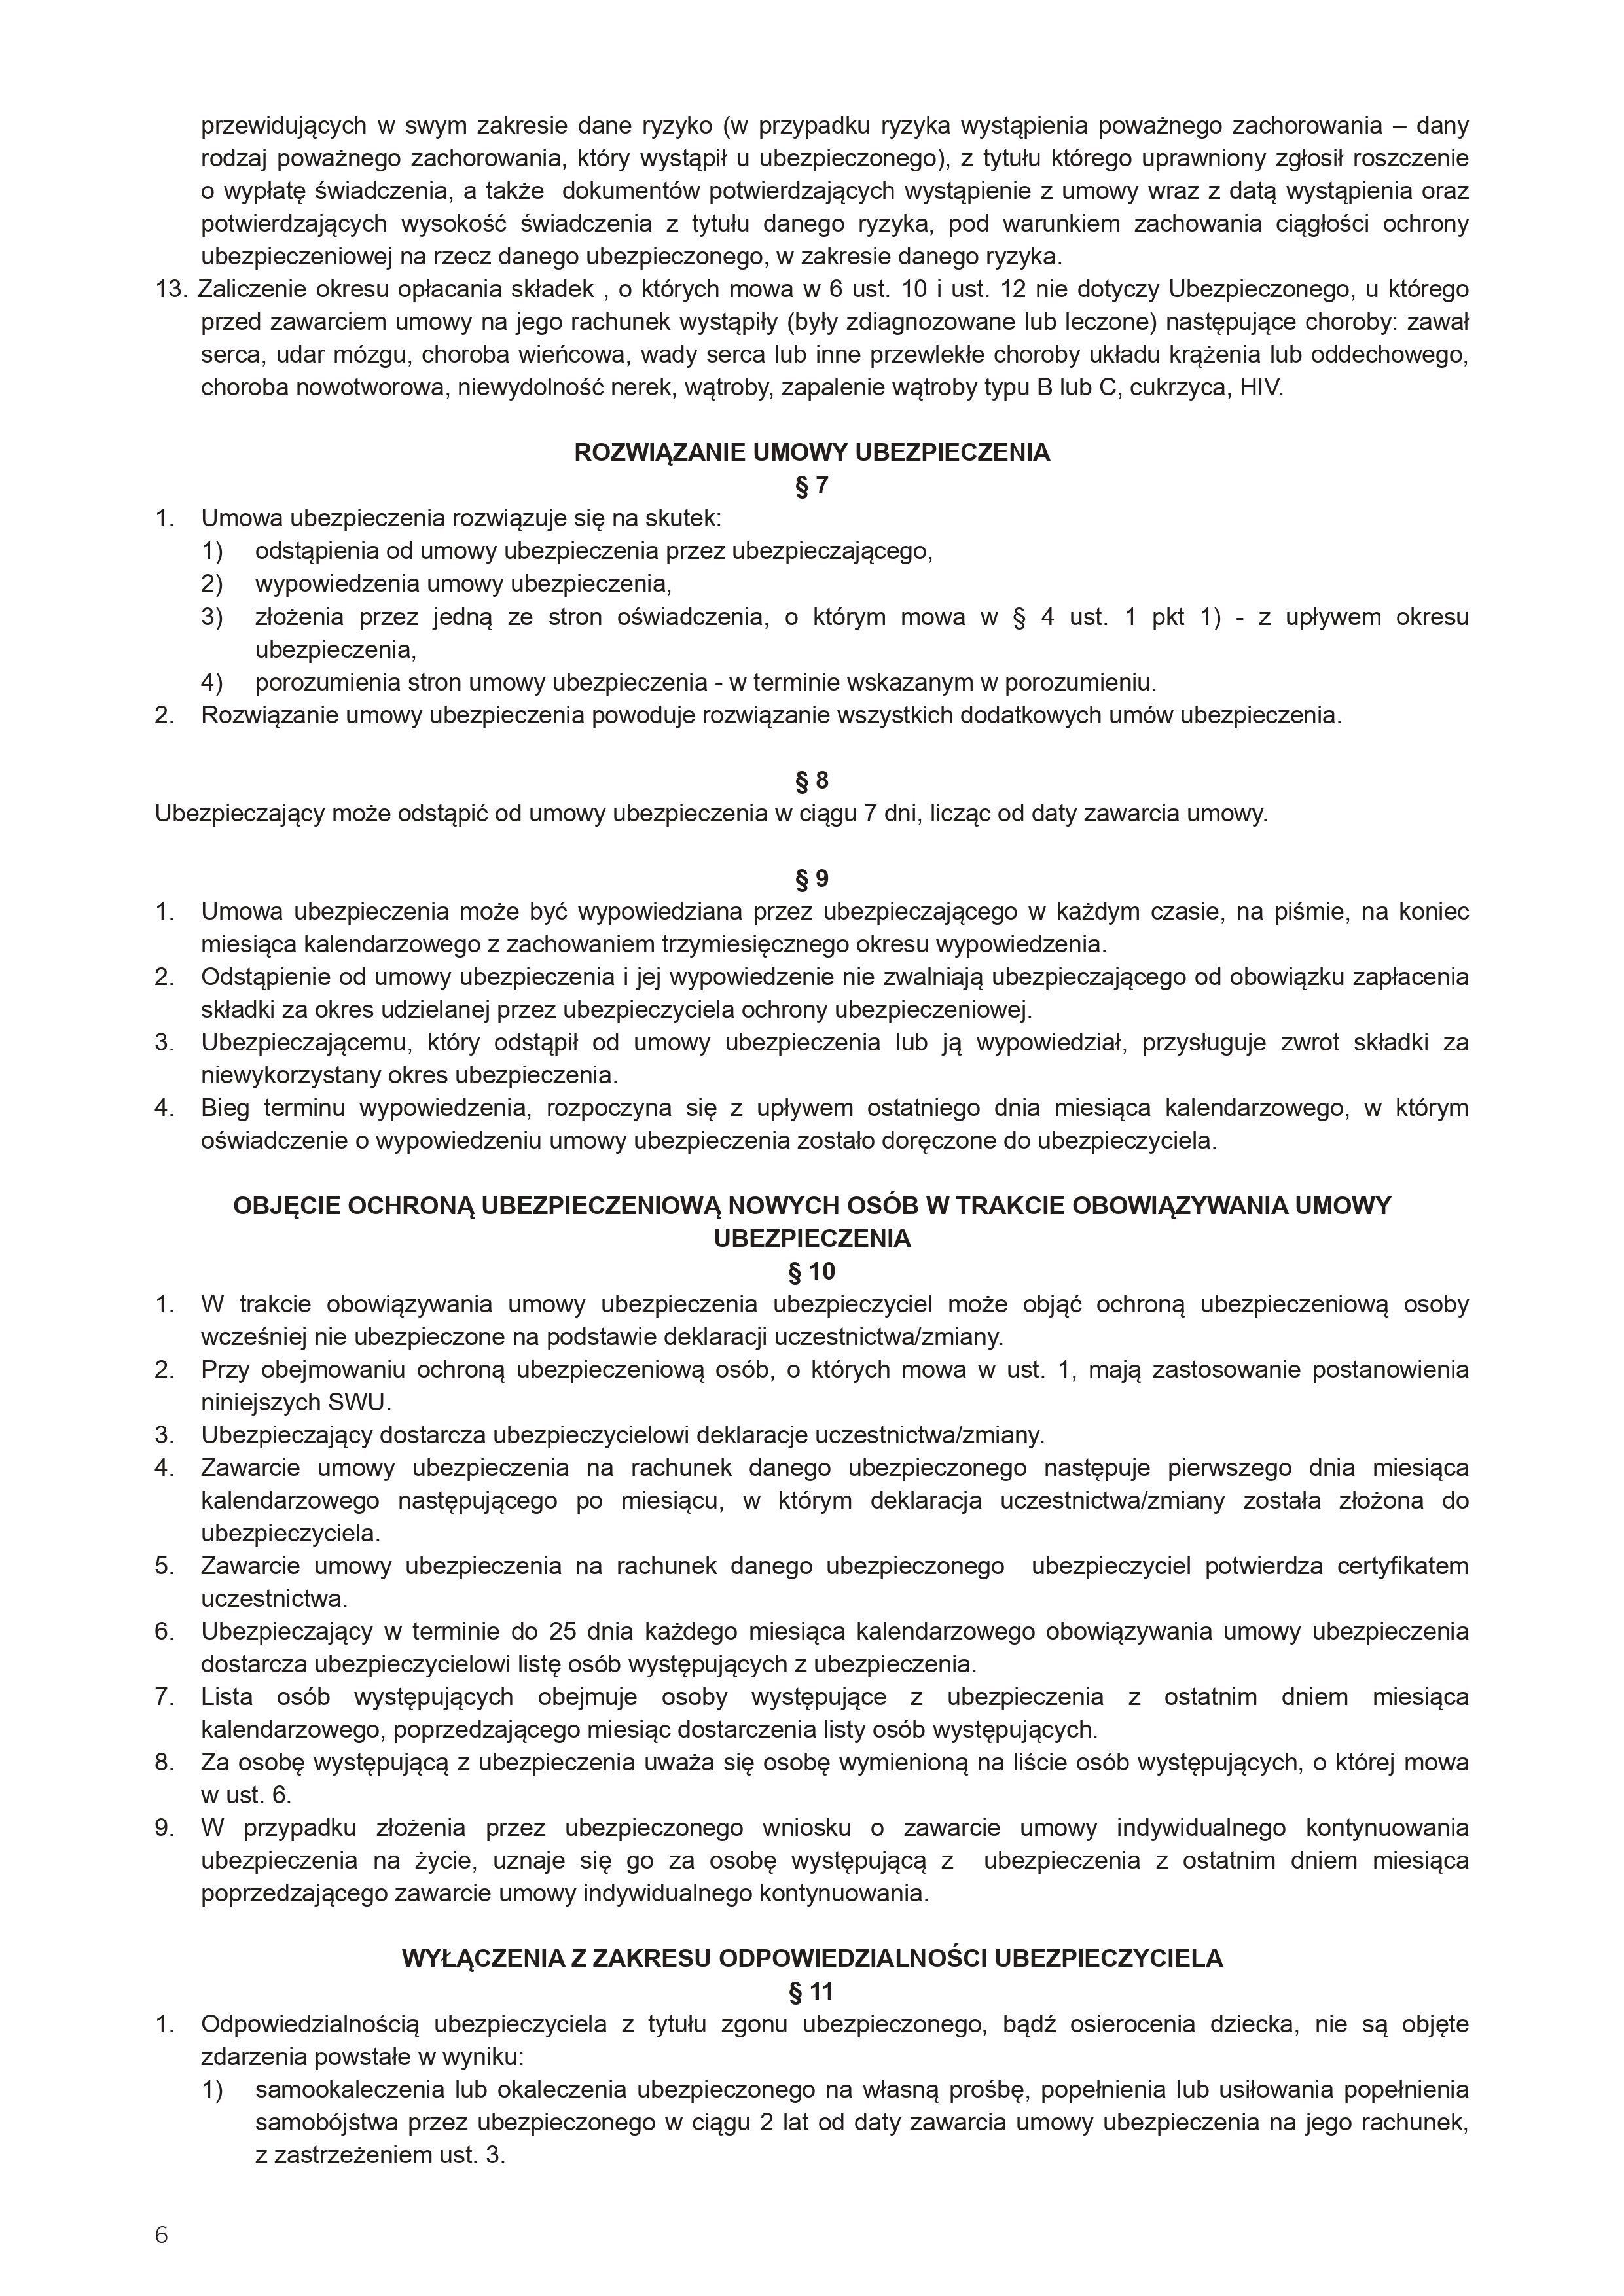 przewidujących w swym zakresie dane ryzyko (w przypadku ryzyka wystąpienia poważnego zachorowania – dany
rodzaj poważnego zachorowania, który wystąpił u ubezpieczonego), z tytułu którego uprawniony zgłosił roszczenie
o wypłatę świadczenia, a także  dokumentów potwierdzających wystąpienie z umowy wraz z datą wystąpienia oraz
potwierdzających wysokość świadczenia z tytułu danego ryzyka, pod warunkiem zachowania ciągłości ochrony
ubezpieczeniowej na rzecz danego ubezpieczonego, w zakresie danego ryzyka.
13. Zaliczenie okresu opłacania składek , o których mowa w 6 ust. 10 i ust. 12 nie dotyczy Ubezpieczonego, u którego
przed zawarciem umowy na jego rachunek wystąpiły (były zdiagnozowane lub leczone) następujące choroby: zawał
serca, udar mózgu, choroba wieńcowa, wady serca lub inne przewlekłe choroby układu krążenia lub oddechowego,
choroba nowotworowa, niewydolność nerek, wątroby, zapalenie wątroby typu B lub C, cukrzyca, HIV.
ROZWIĄZANIE UMOWY UBEZPIECZENIA
§ 7
1. Umowa ubezpieczenia rozwiązuje się na skutek:
1) odstąpienia od umowy ubezpieczenia przez ubezpieczającego,
2) wypowiedzenia umowy ubezpieczenia,
3) złożenia przez jedną ze stron oświadczenia, o którym mowa w § 4 ust. 1 pkt 1) - z upływem okresu
ubezpieczenia,
4) porozumienia stron umowy ubezpieczenia - w terminie wskazanym w porozumieniu.
2. Rozwiązanie umowy ubezpieczenia powoduje rozwiązanie wszystkich dodatkowych umów ubezpieczenia.
§ 8
Ubezpieczający może odstąpić od umowy ubezpieczenia w ciągu 7 dni, licząc od daty zawarcia umowy.
§ 9
1. Umowa ubezpieczenia może być wypowiedziana przez ubezpieczającego w każdym czasie, na piśmie, na koniec
miesiąca kalendarzowego z zachowaniem trzymiesięcznego okresu wypowiedzenia.
2. Odstąpienie od umowy ubezpieczenia i jej wypowiedzenie nie zwalniają ubezpieczającego od obowiązku zapłacenia
składki za okres udzielanej przez ubezpieczyciela ochrony ubezpieczeniowej.
3. Ubezpieczającemu, który odstąpił od umowy ubezpieczenia lub ją wypowiedział, przysługuje zwrot składki za
niewykorzystany okres ubezpieczenia.
4. Bieg terminu wypowiedzenia, rozpoczyna się z upływem ostatniego dnia miesiąca kalendarzowego, w którym
oświadczenie o wypowiedzeniu umowy ubezpieczenia zostało doręczone do ubezpieczyciela.
OBJĘCIE OCHRONĄ UBEZPIECZENIOWĄ NOWYCH OSÓB W TRAKCIE OBOWIĄZYWANIA UMOWY
UBEZPIECZENIA
§ 10
1. W trakcie obowiązywania umowy ubezpieczenia ubezpieczyciel może objąć ochroną ubezpieczeniową osoby
wcześniej nie ubezpieczone na podstawie deklaracji uczestnictwa/zmiany.
2. Przy obejmowaniu ochroną ubezpieczeniową osób, o których mowa w ust. 1, mają zastosowanie postanowienia
niniejszych SWU.
3. Ubezpieczający dostarcza ubezpieczycielowi deklaracje uczestnictwa/zmiany.
4. Zawarcie umowy ubezpieczenia na rachunek danego ubezpieczonego następuje pierwszego dnia miesiąca
kalendarzowego następującego po miesiącu, w którym deklaracja uczestnictwa/zmiany została złożona do
ubezpieczyciela.
5. Zawarcie umowy ubezpieczenia na rachunek danego ubezpieczonego  ubezpieczyciel potwierdza certyfikatem
uczestnictwa.
6. Ubezpieczający w terminie do 25 dnia każdego miesiąca kalendarzowego obowiązywania umowy ubezpieczenia
dostarcza ubezpieczycielowi listę osób występujących z ubezpieczenia.
7. Lista osób występujących obejmuje osoby występujące z ubezpieczenia z ostatnim dniem miesiąca
kalendarzowego, poprzedzającego miesiąc dostarczenia listy osób występujących.
8. Za osobę występującą z ubezpieczenia uważa się osobę wymienioną na liście osób występujących, o której mowa
w ust. 6.
9. W przypadku złożenia przez ubezpieczonego wniosku o zawarcie umowy indywidualnego kontynuowania
ubezpieczenia na życie, uznaje się go za osobę występującą z  ubezpieczenia z ostatnim dniem miesiąca
poprzedzającego zawarcie umowy indywidualnego kontynuowania.
WYŁĄCZENIA Z ZAKRESU ODPOWIEDZIALNOŚCI UBEZPIECZYCIELA
§ 11
1. Odpowiedzialnością ubezpieczyciela z tytułu zgonu ubezpieczonego, bądź osierocenia dziecka, nie są objęte
zdarzenia powstałe w wyniku:
1) samookaleczenia lub okaleczenia ubezpieczonego na własną prośbę, popełnienia lub usiłowania popełnienia
samobójstwa przez ubezpieczonego w ciągu 2 lat od daty zawarcia umowy ubezpieczenia na jego rachunek,
z zastrzeżeniem ust. 3.
6